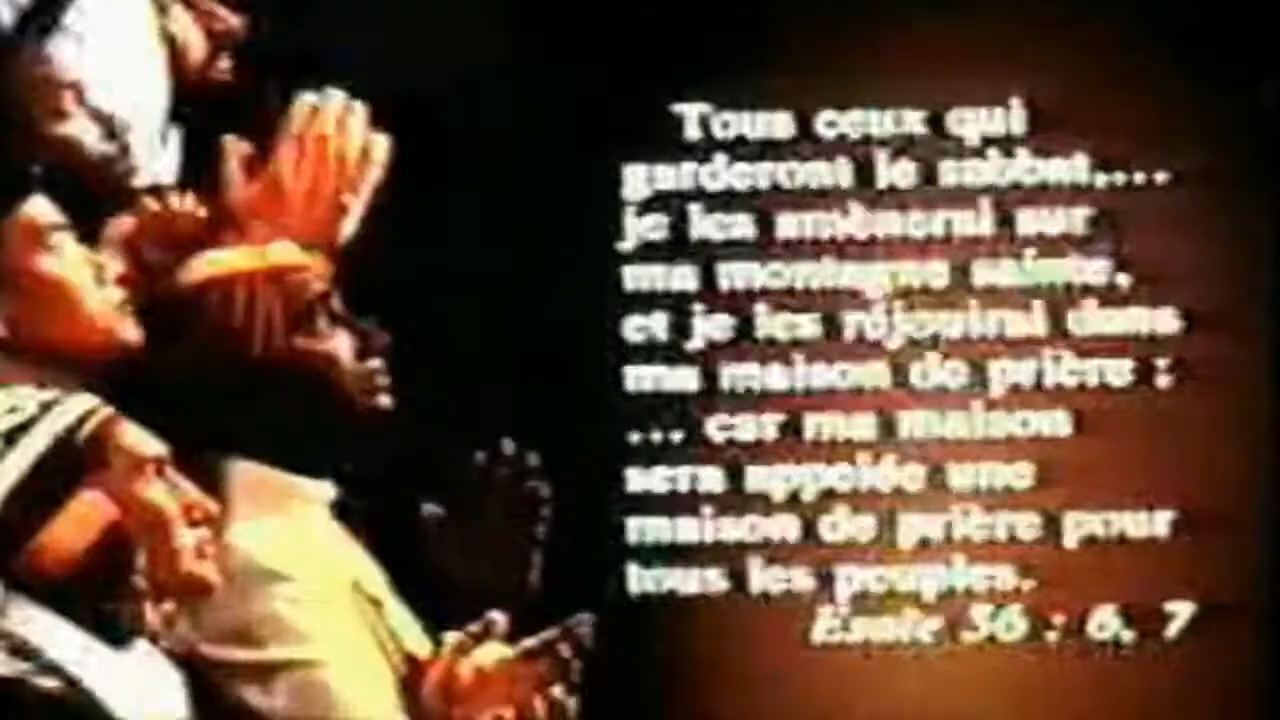 Tous ceux qui
garderont le sabbat,...
je les amènerai sur
ma montagne sainte,
et je les réjouirai dans
ma maison de prière ;
... car ma maison
sera appelée une
maison de prière pour
tous les peuples.
Esaïe 56 : 6, 7